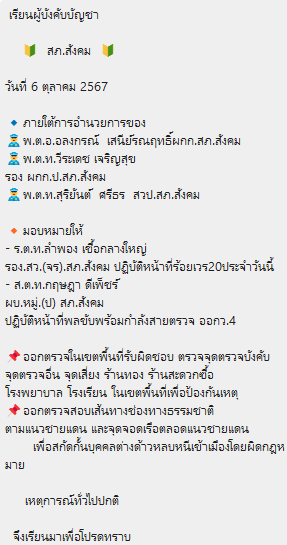 เรียนผู้บังคับบัญชา
🔰 สภ.สังคม 🔰
วันที่ 6 ตุลาคม 2567
🔹ภายใต้การอำนวยการของ
👮พ.ต.อ.อลงกรณ์ เสนีย์รณฤทธิ์ผกก.สภ.สังคม
👮พ.ต.ท.วีระเดช เจริญสุข
รอง ผกก.ป.สภ.สังคม
👮พ.ต.ท.สุริยันต์ ศรีธร สวป.สภ.สังคม
🔸มอบหมายให้
- ร.ต.ท.ลำพอง เชื้อกลางใหญ่
รอง.สว.(จร).สภ.สังคม ปฏิบัติหน้าที่ร้อยเวร20ประจำวันนี้
- ส.ต.ท.กฤษฎา ดีเพ็ชร์
ผบ.หมู่.(ป) สภ.สังคม
ปฏิบัติหน้าที่พลขับพร้อมกำลังสายตรวจ ออกว.4
📌ออกตรวจในเขตพื้นที่รับผิดชอบ ตรวจจุดตรวจบังคับ
จุดตรวจอื่น จุดเสี่ยง ร้านทอง ร้านสะดวกซื้อ
โรงพยาบาล โรงเรียน ในเขตพื้นที่เพื่อป้องกันเหตุ
📌ออกตรวจสอบเส้นทางช่องทางธรรมชาติ
ตามแนวชายแดน และจุดจอดเรือตลอดแนวชายแดน
เพื่อสกัดกั้นบุคคลต่างด้าวหลบหนีเข้าเมืองโดยผิดกฎห
มาย
เหตุการณ์ทั่วไปปกติ
จึงเรียนมาเพื่อโปรดทราบ